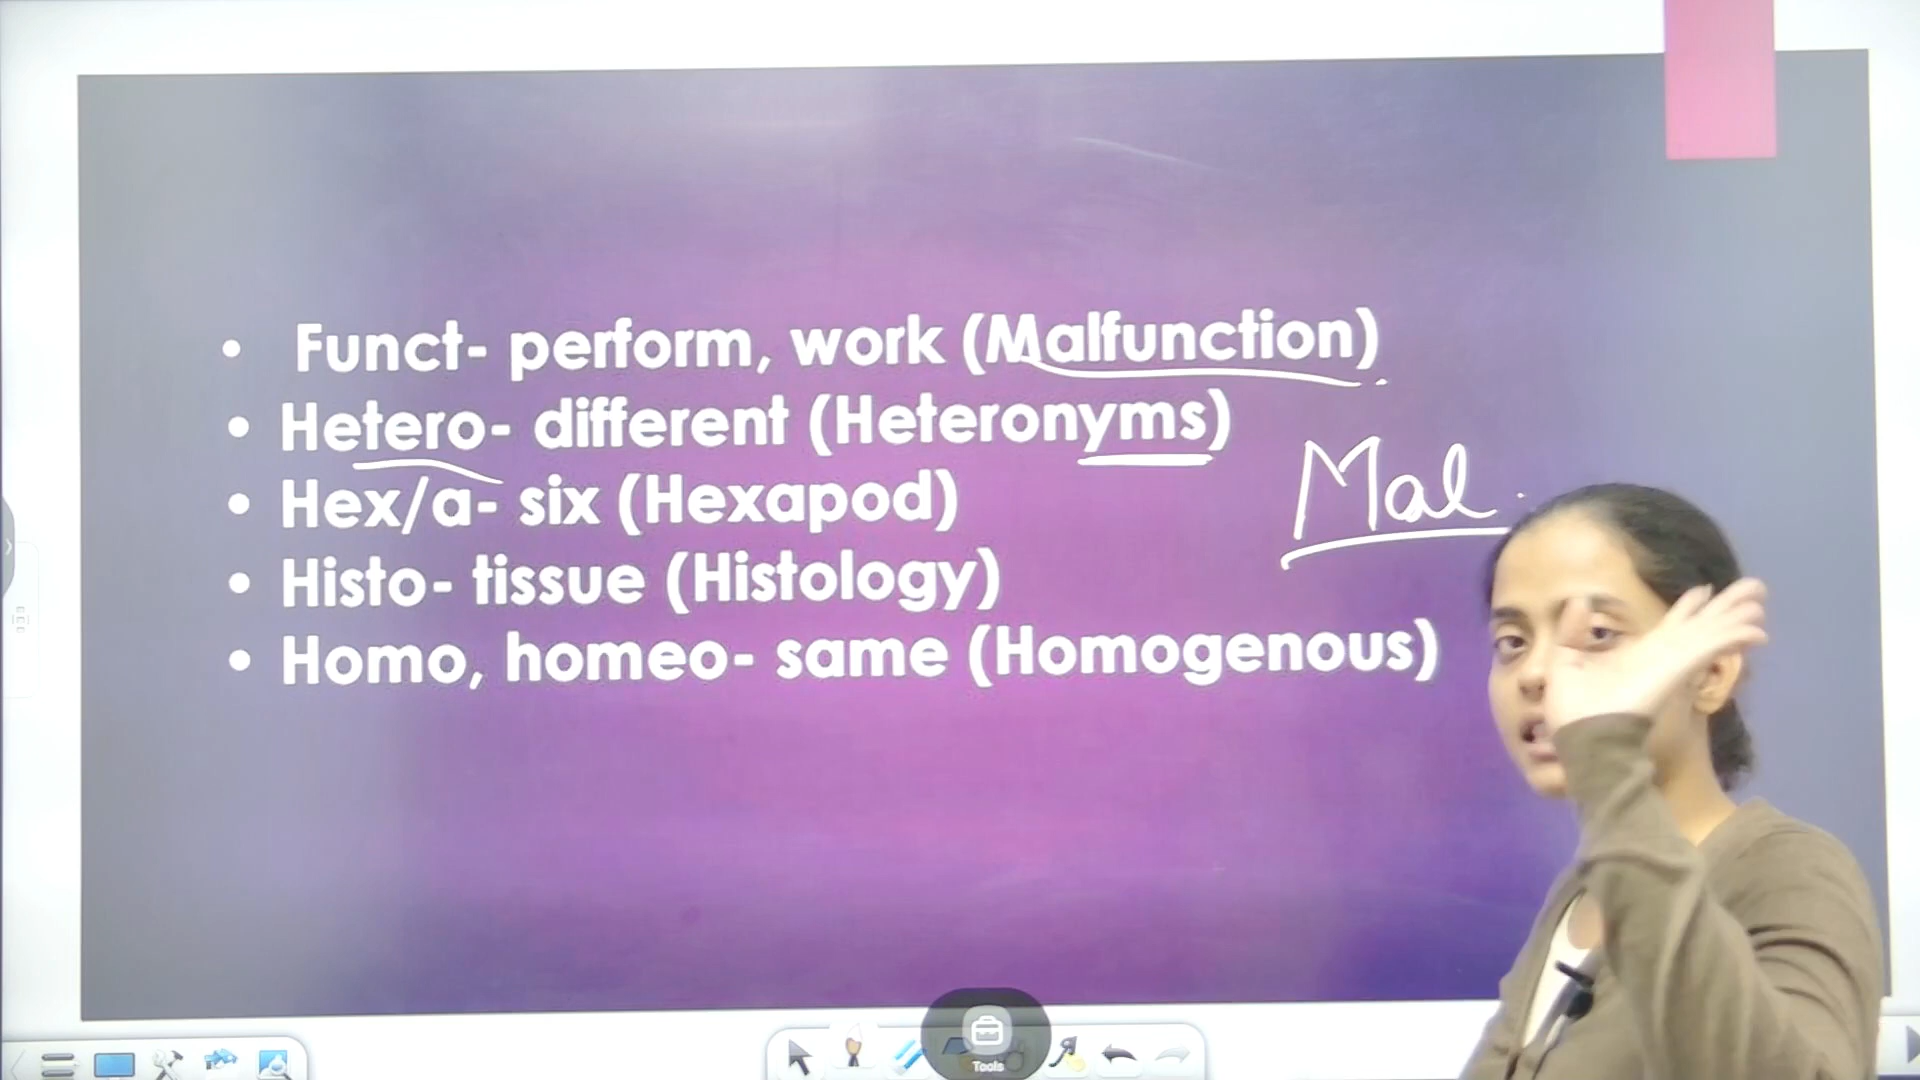 • Funct- perform, work (Malfunction)
• Hetero- different (Heteronyms)
Mal
• Hex/a- six (Hexapod)
• Histo- tissue (Histology)
• Homo, homeo- same (Homogenous)
Tools